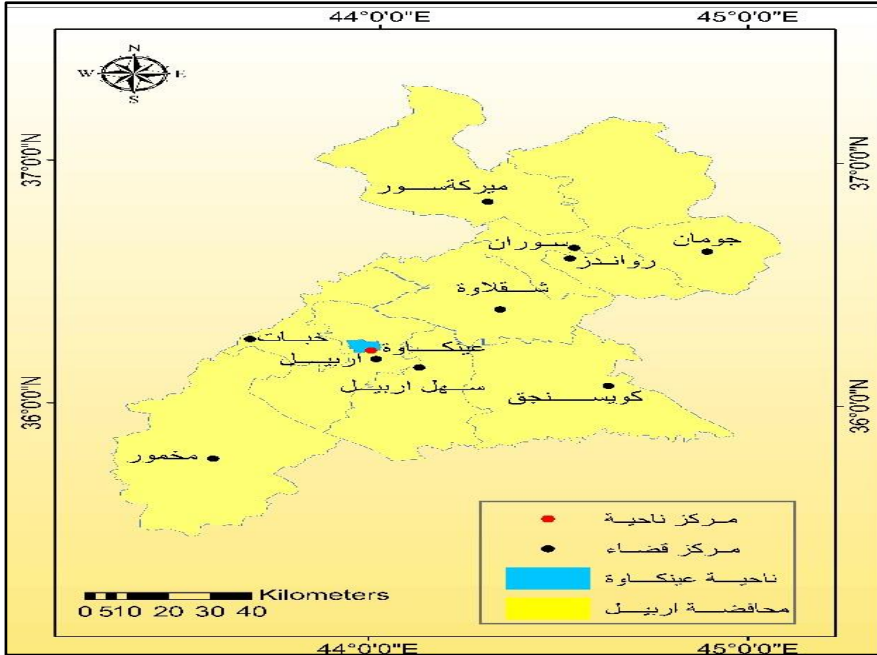 44°0'0"E 45°0'0"E
N
W E
S
37°0'0"N 37°0'0"N
ميركةسور
سوران
جومان
رواندز
شقلاوة
خبات
عينكاوة
اربيل
سهل اربيل
كويسنجق
36°0'0"N 36°0'0"N
مخمور
مركز ناحية
مركز قضاء
ناحية عينكاوة
محافضة اربيل
Kilometers
0 5 10 20 30 40
44°0'0"E 45°0'0"E